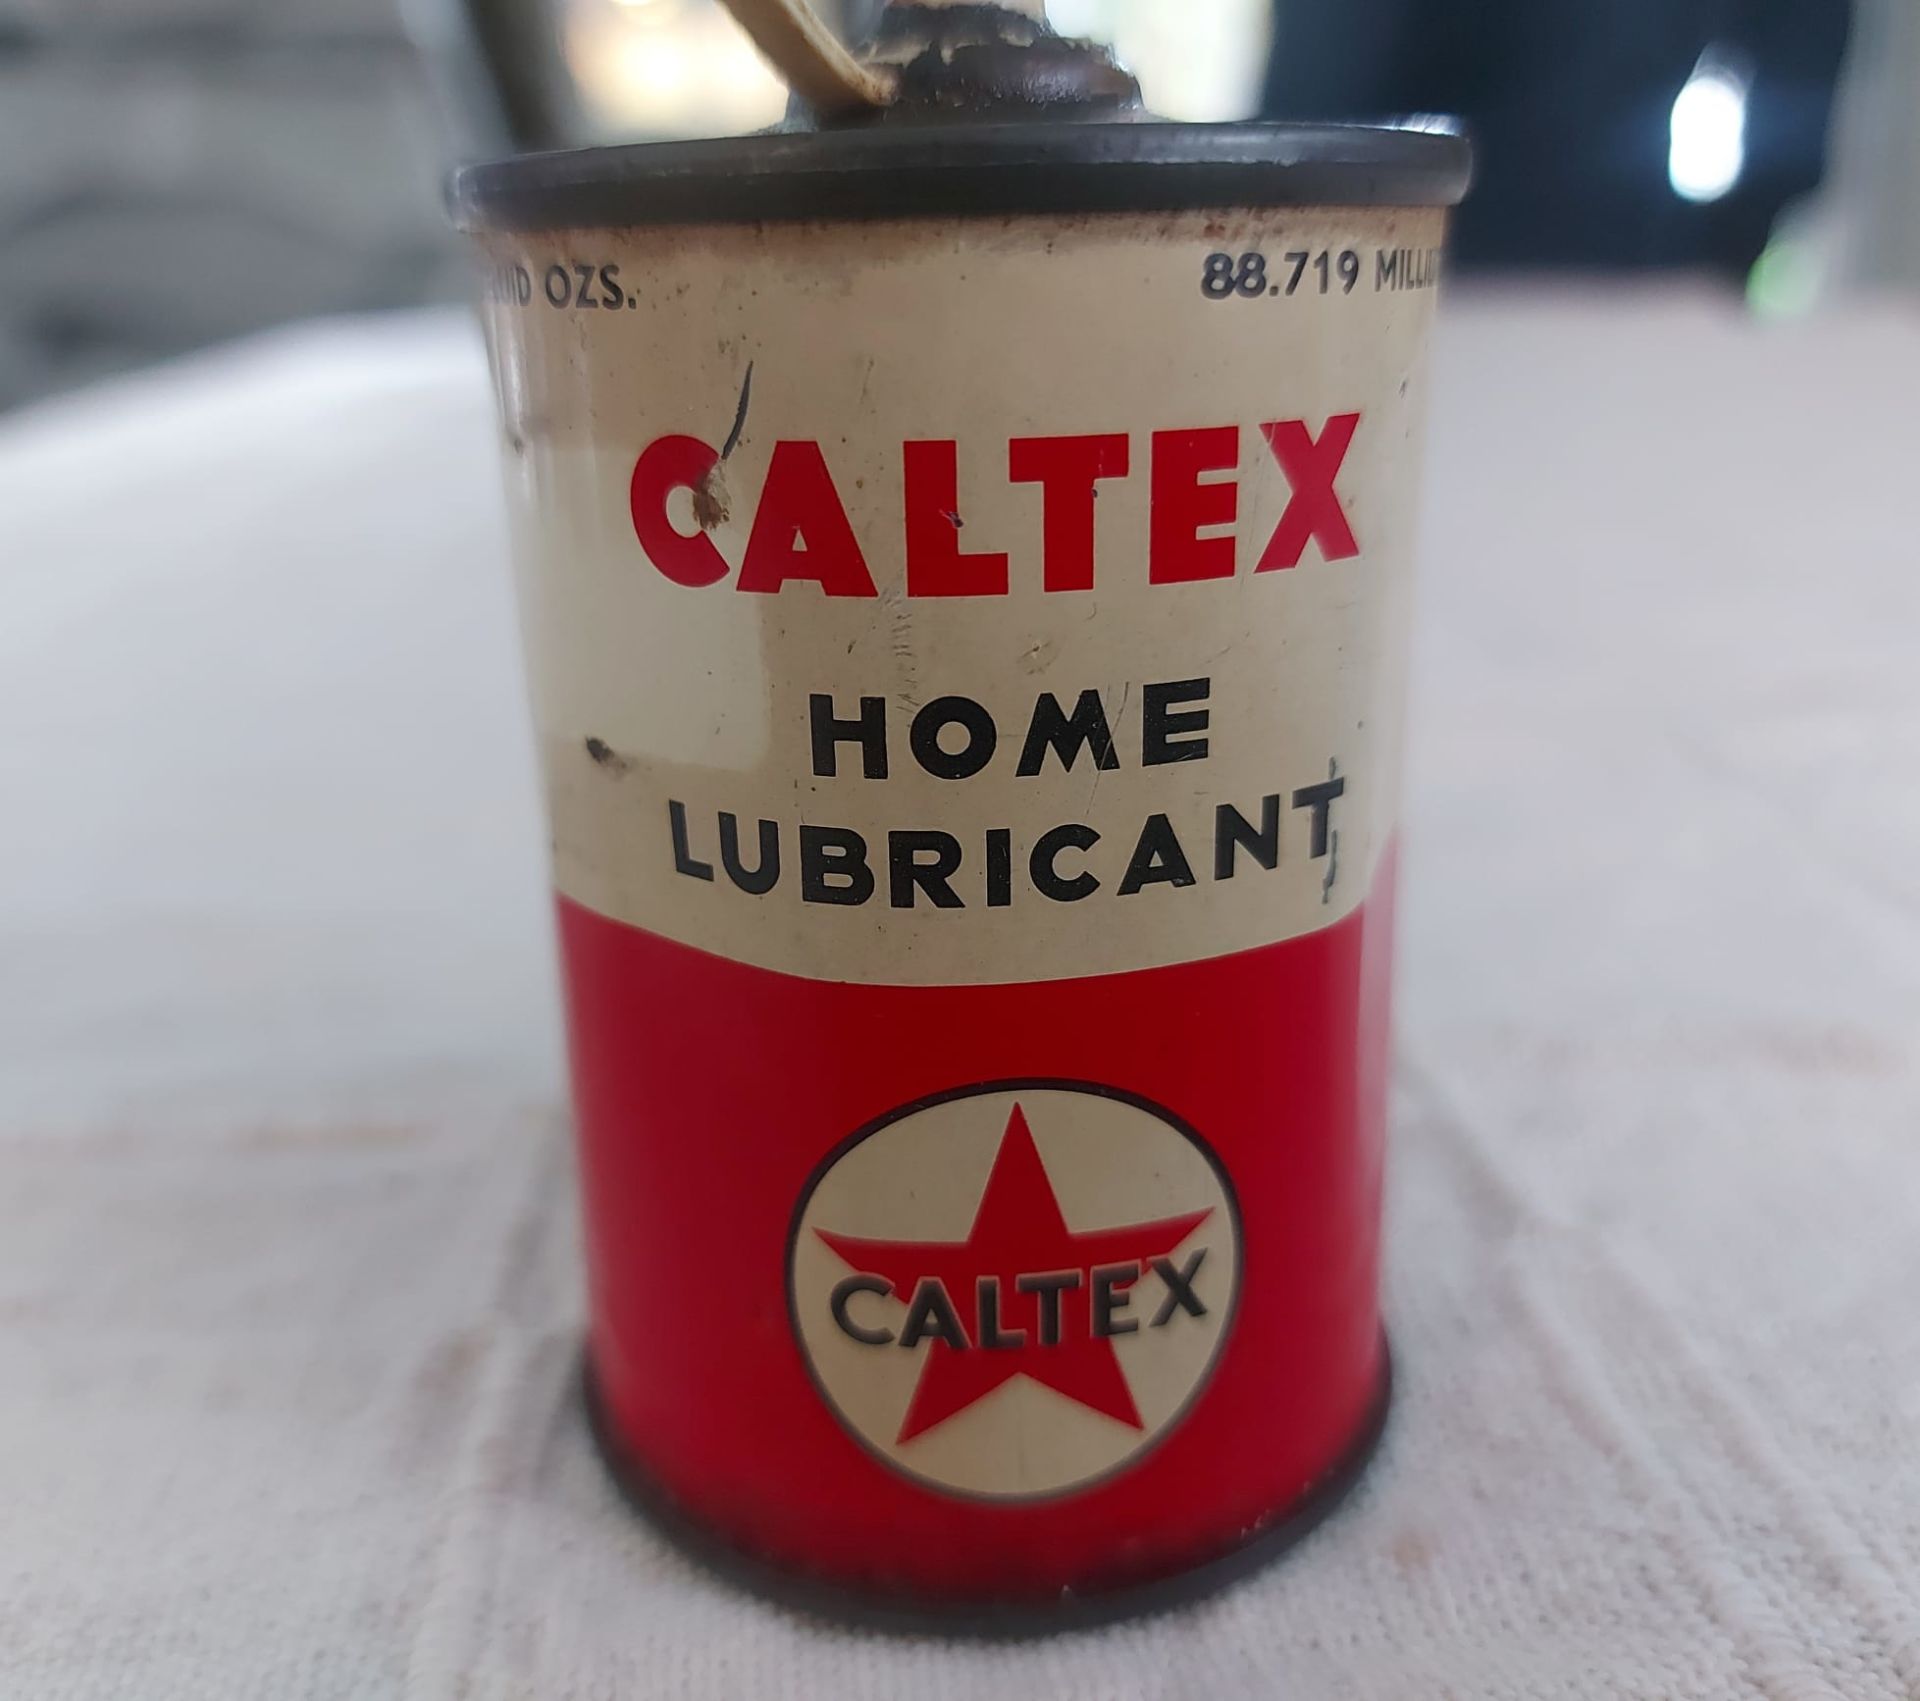 OZS.
88.719
CALTEX
HOME
LUBRICANT
CALTEX